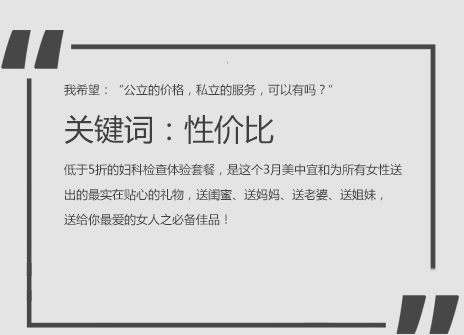 我希望：“公立的价格，私立的服务，可以有吗？”
关键词：性价比
低于5折的妇科检查体验套餐，是这个3月美中宜和为所有女性送
出的最实在贴心的礼物，送闺蜜、送妈妈、送老婆、送姐妹，
送给你最爱的女人之必备佳品！